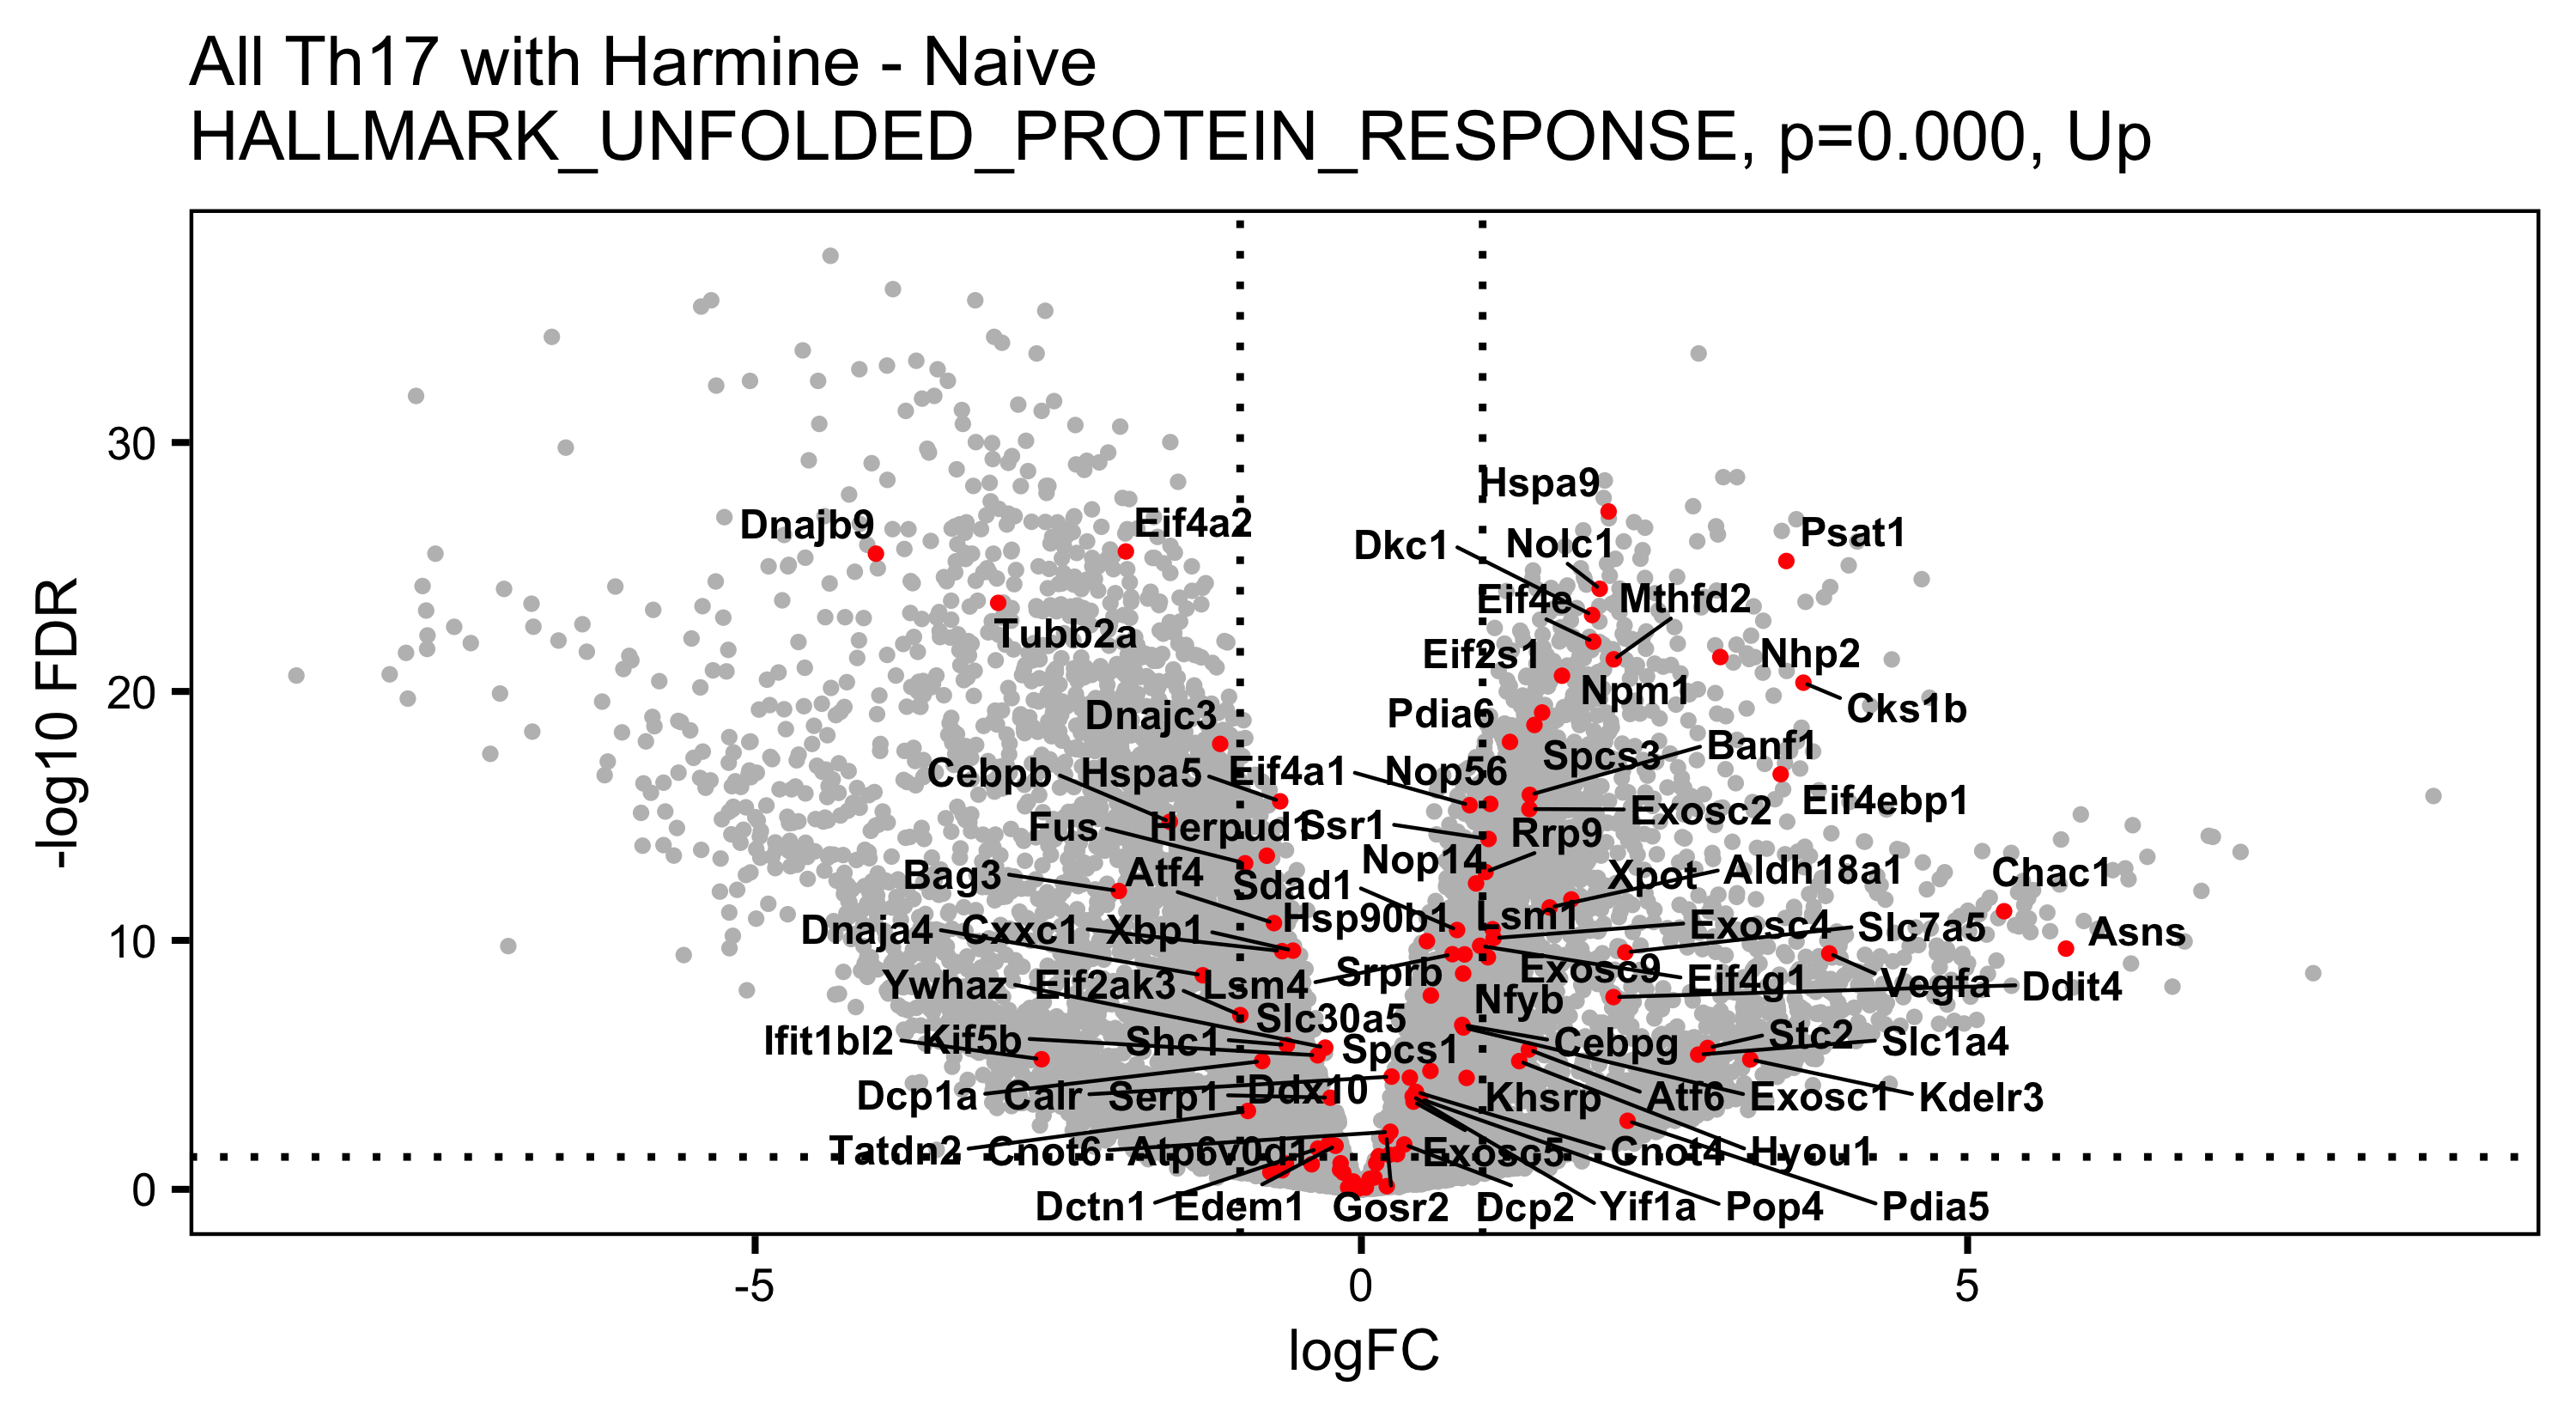 All Th17 with Harmine - Naive
HALLMARK_UNFOLDED_PROTEIN_RESPONSE, p=0.000, Up
-log10 FDR
30
20
10
0
Hspa9
Dnajb9
Eif4a2
Psat1
Dkc1
Nolc1
Eif4e
Mthfd2
Tubb2a
Eif2s1
Nhp2
Npm1
Cks1b
Dnajc3
Pdia6
Spcs3
Banf1
Cebpb
Hspa5
Eif4a1
Nop56
Eif4ebp1
Exosc2
Fus
Herpud1
Ssr1
Rrp9
Nop14
Bag3
Atf4
Sdad1
Xpot
Aldh18a1
Chac1
Dnaja4
Cxxc1
Xbp1
Hsp90b1
Lsm1
Exosc4
Slc7a5
Asns
Ywhaz
Eif2ak3
Lsm4
Srprb
Exosc9
Eif4g1
Vegfa
Ddit4
Nfyb
Slc30a5
Ifit1bl2
Kif5b
Shc1
Spcs1
Cebpg
Stc2
Slc1a4
Dcp1a
Calr
Serp1
Ddx10
Khsrp
Atf6
Exosc1
Kdelr3
Tatdn2
Cnot6
Atp6v0d1
Exosc5
Cnot4
Hyou1
Dctn1
Edem1
Gosr2
Dcp2
Yif1a
Pop4
Pdia5
-5
0
5
logFC